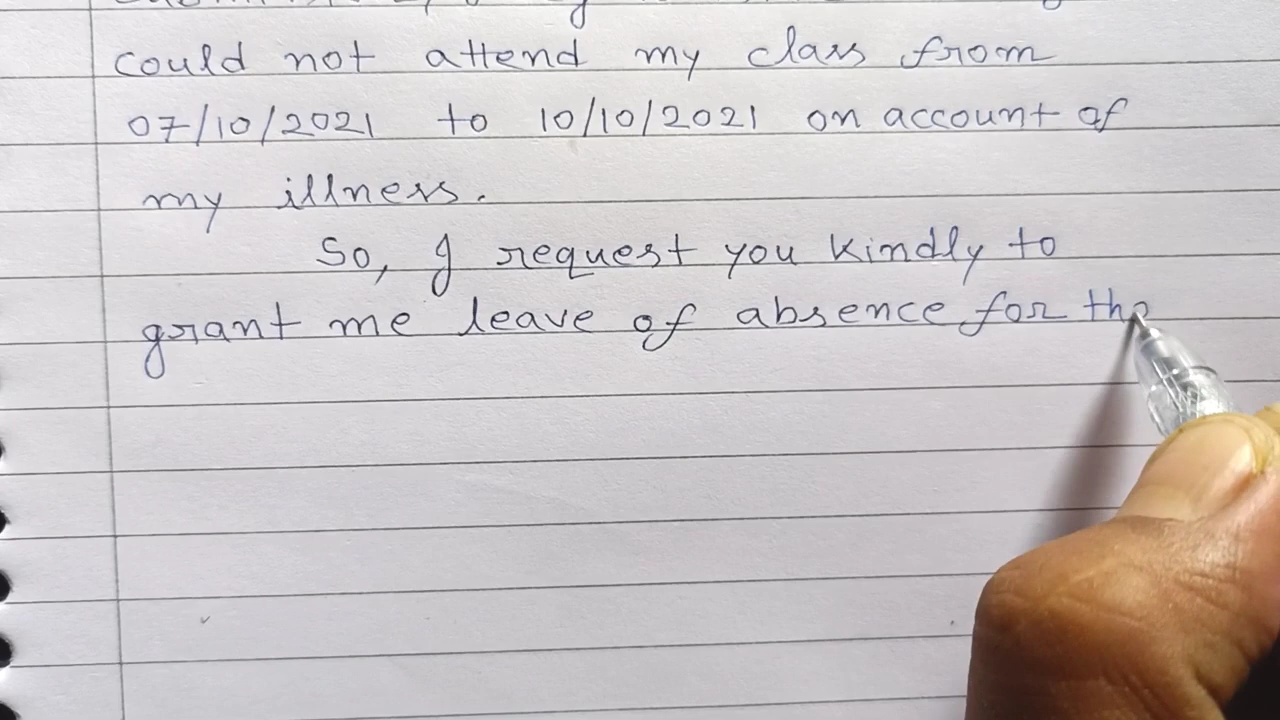 could not attend my class from
07/10/2021 to 10/10/2021 on account of
my illness.
So, I request you kindly to
grant me leave of absence for